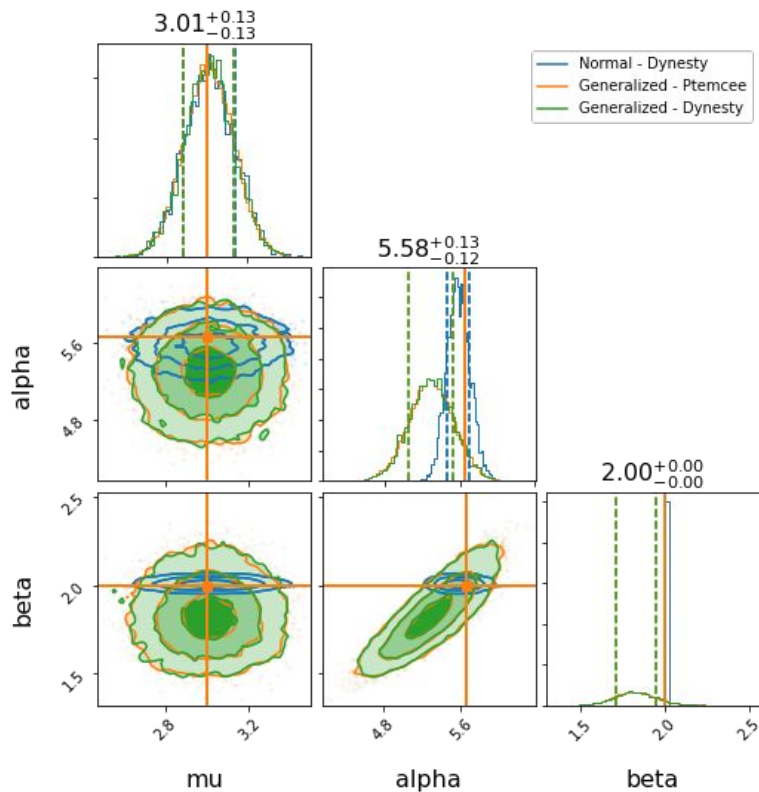 3.01+0.13−0.13
Normal - Dynesty
Generalized - Ptemcee
Generalized - Dynesty
5.58+0.13−0.12
alpha
5.6
4.8
2.00+0.00−0.00
beta
2.5
2.0
1.5
2.8
3.2
4.8
5.6
1.5
2.0
2.5
mu
alpha
beta